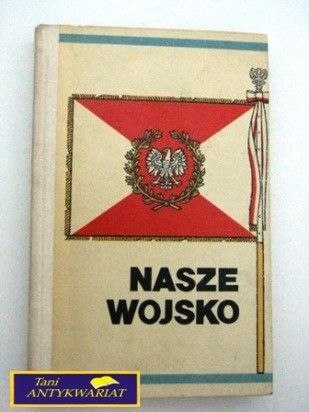 NASZE
WOJSKO
Tani
ANTYKWARIAT